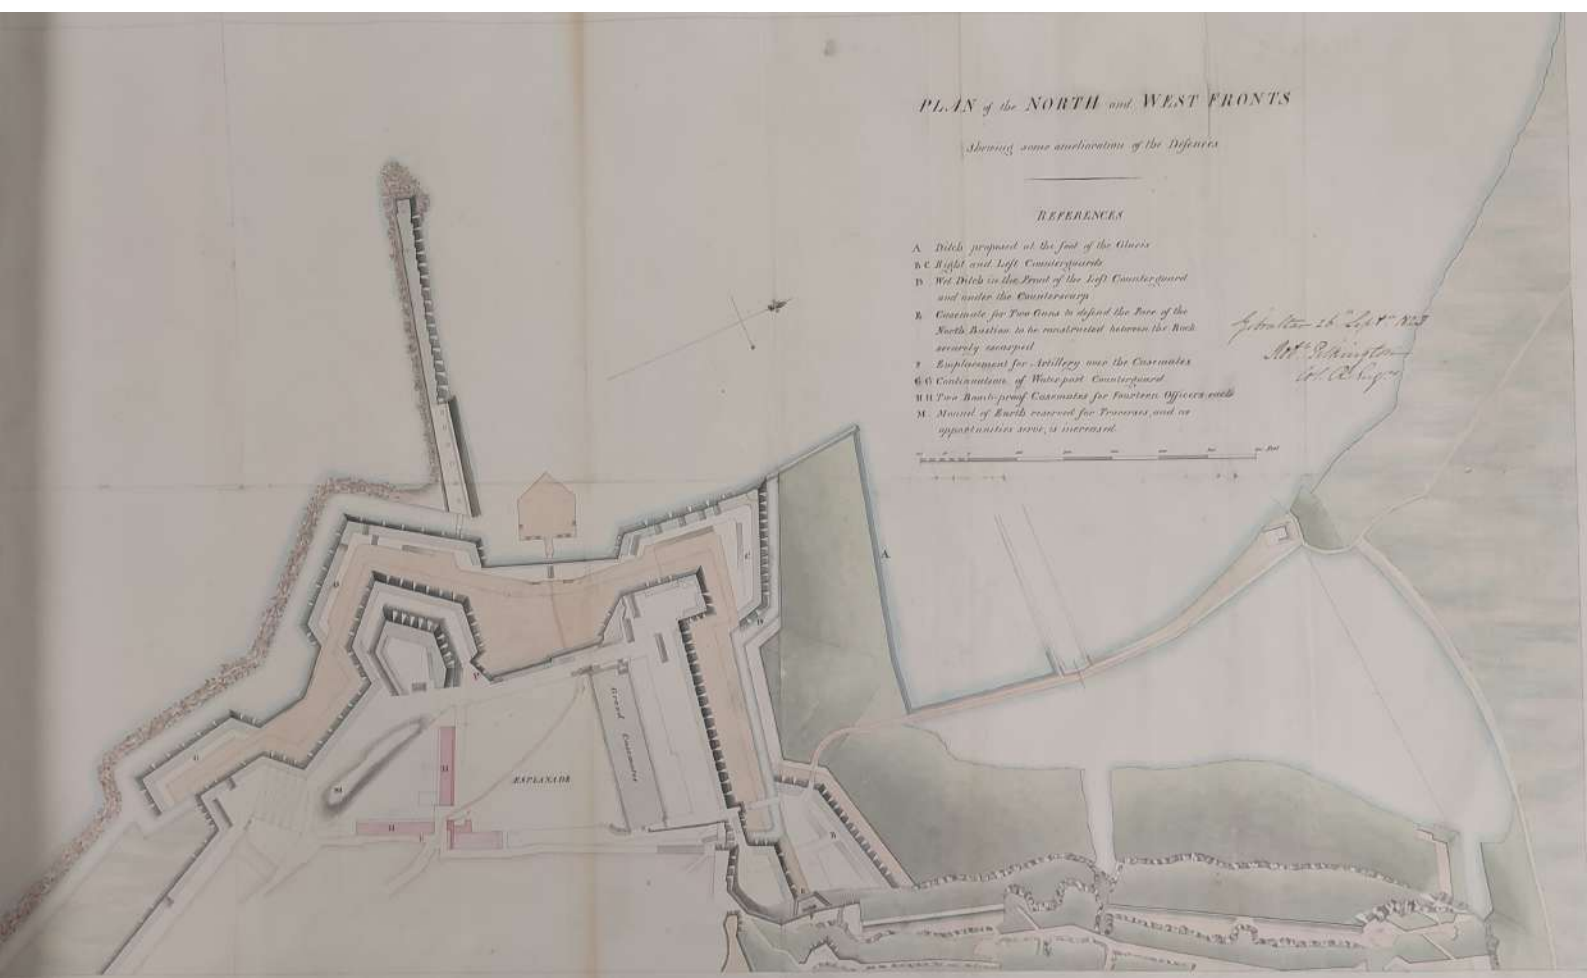 PLAN of the NORTH and WEST FRONTS
Shewing some amelioration of the Defences
REFERENCES
A Ditch proposed at the foot of the Glacis
B.C Right and Left Counterguards
D Wet Ditch in the Front of the Left Counterguard
and under the Counterscarp
E Casemate for Two Guns to defend the Face of the
North Bastion to be constructed between the Rock
securely escarped
F Emplacement for Artillery over the Casemates
G G Continuations of Waterport Counterguard
H H Two Bomb-proof Casemates for Fourteen Officers each
M. Mound of Earth reserved for Traverses, and as
opportunities serve, is increased.
Gibraltar 26th Septr 1823
Robt Pilkington
Col. Rl Engrs
Feet
A
C
D
G
F
G
Grand Casemates
M
H
ESPLANADE
H
B